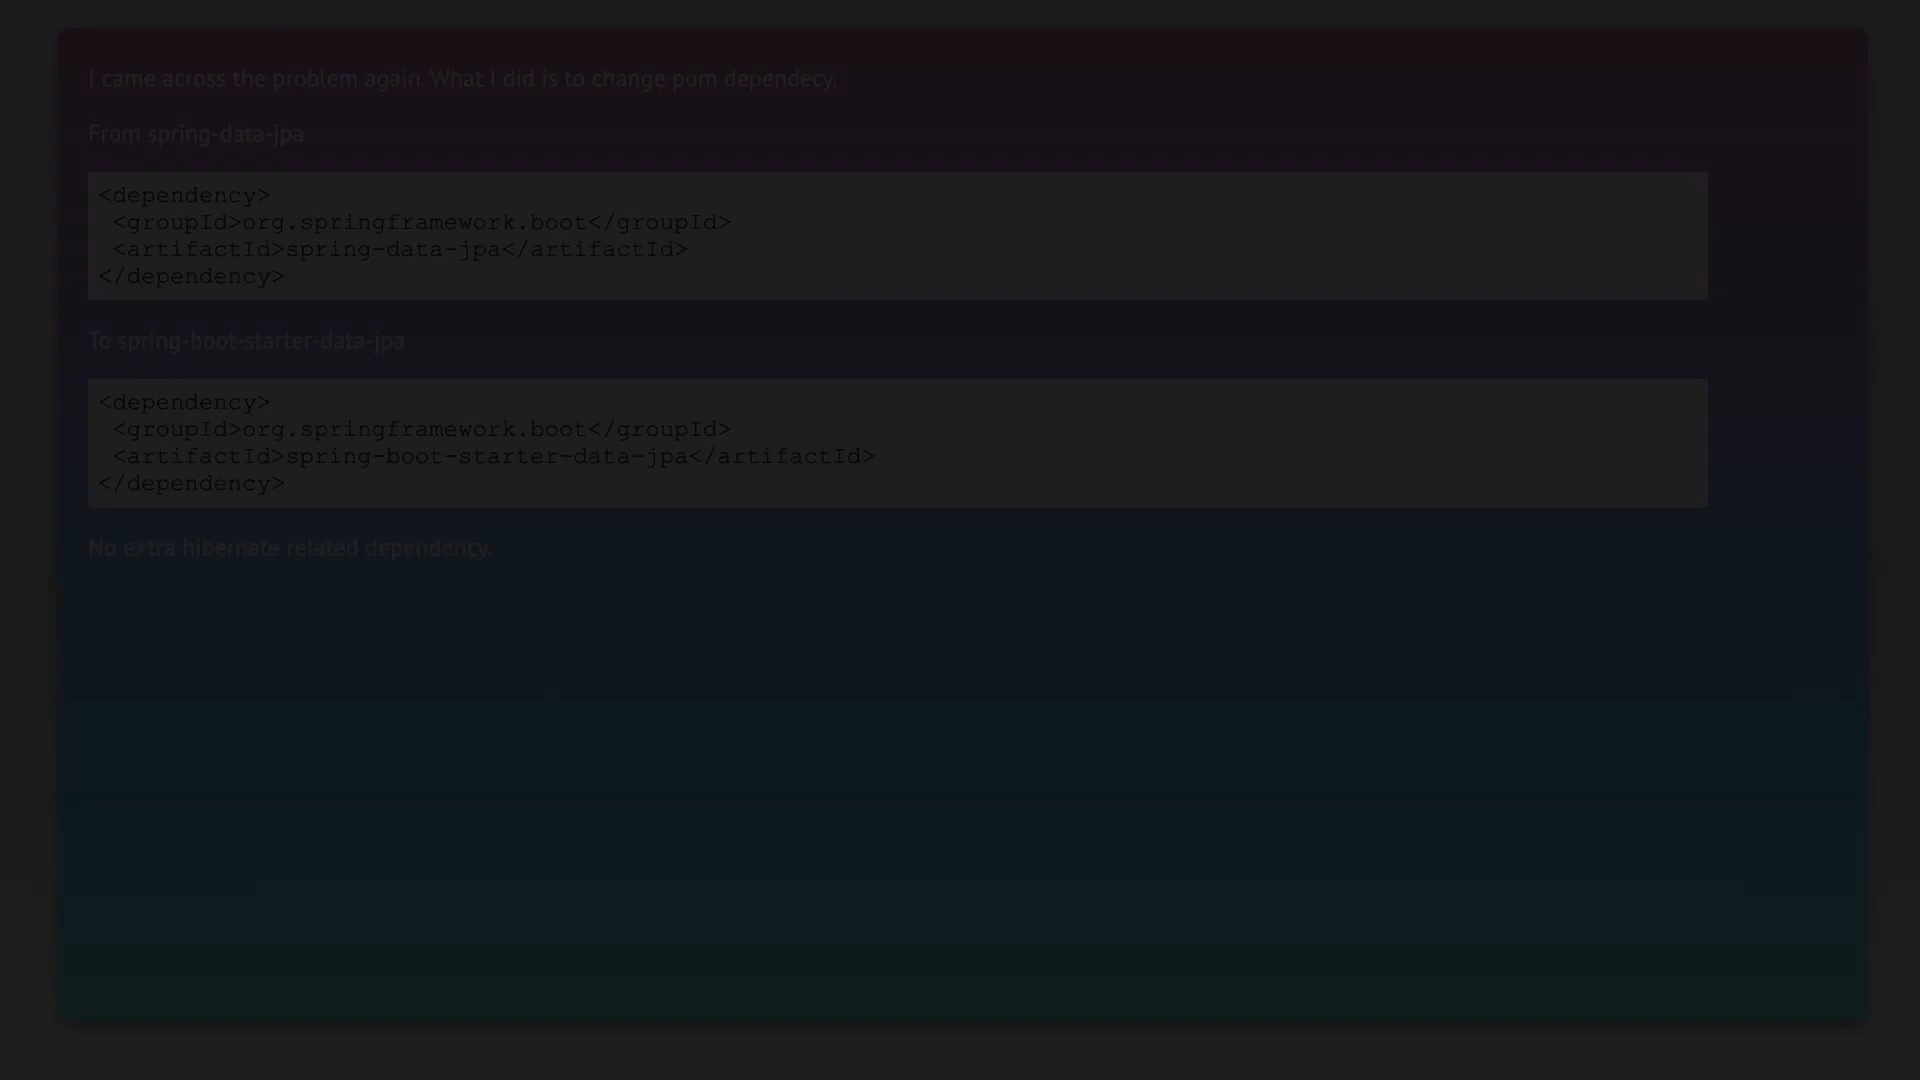 I came across the problem again. What I did is to change pom dependecy.
From spring-data-jpa
<dependency>
<groupId>org.springframework.boot</groupId>
<artifactId>spring-data-jpa</artifactId>
</dependency>
To spring-boot-starter-data-jpa
<dependency>
<groupId>org.springframework.boot</groupId>
<artifactId>spring-boot-starter-data-jpa</artifactId>
</dependency>
No extra hibernate related dependency.